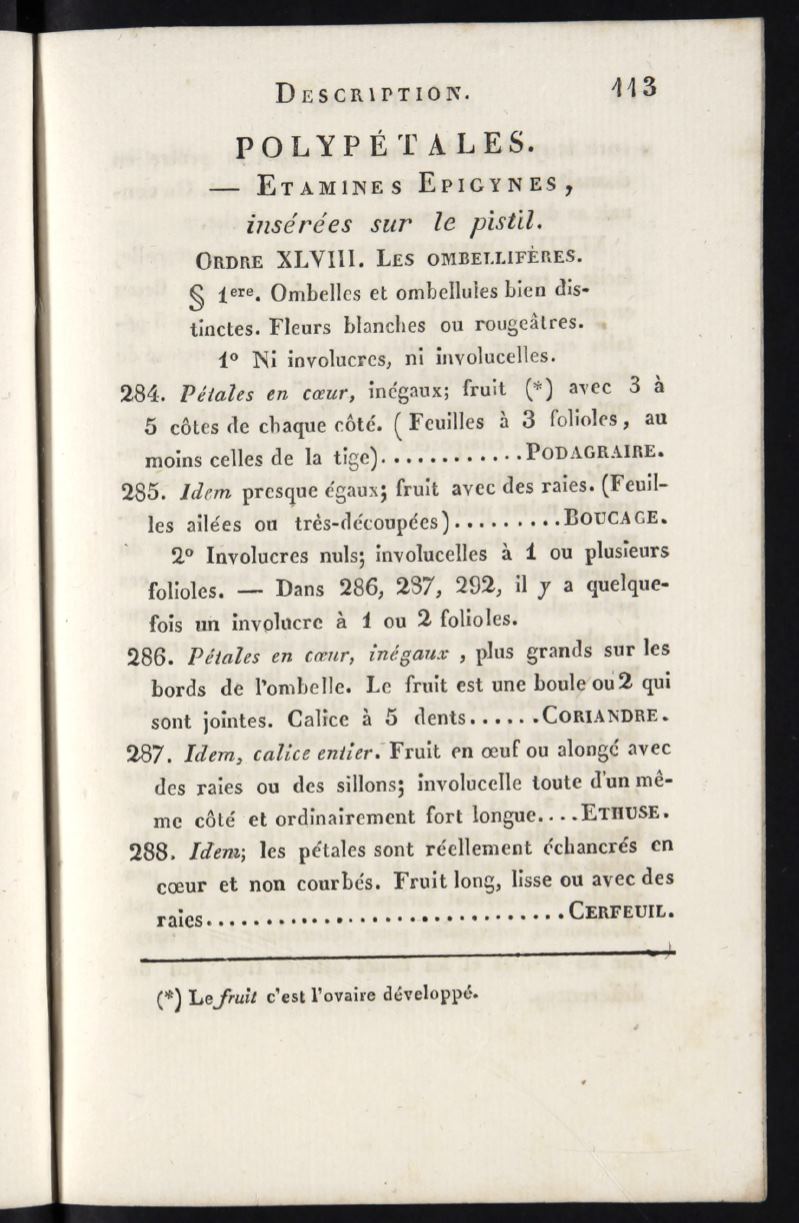 DESCRIPTION. 113
POLYPÉTALES.
— ETAMINES EPIGYNES,
insérées sur le pistil.
ORDRE XLVIII. LES OMBELLIFÈRES.
§ 1ere. Ombelles et ombellules bien dis-
tinctes. Fleurs blanches ou rougeâtres.
1º Ni involucres, ni involucelles.
284. Pétales en cœur, inégaux; fruit (*) avec 3 à
5 côtes de chaque côté. (Feuilles à 3 folioles, au
moins celles de la tige)............PODAGRAIRE.
285. Idem presque égaux; fruit avec des raies. (Feuil-
les ailées ou très-découpées).........BOUCAGE.
2º Involucres nuls; involucelles à 1 ou plusieurs
folioles. — Dans 286, 287, 292, il y a quelque-
fois un involucre à 1 ou 2 folioles.
286. Pétales en cœur, inégaux , plus grands sur les
bords de l'ombelle. Le fruit est une boule ou 2 qui
sont jointes. Calice à 5 dents......CORIANDRE.
287. Idem, calice entier. Fruit en œuf ou alongé avec
des raies ou des sillons; involucelle toute d'un mê-
me côté et ordinairement fort longue....ETHUSE.
288. Idem; les pétales sont réellement échancrés en
cœur et non courbés. Fruit long, lisse ou avec des
raies..............................CERFEUIL.
(*) Le fruit c'est l'ovaire développé.